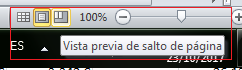 100%
ES
Vista previa de salto de página
23/10/2017